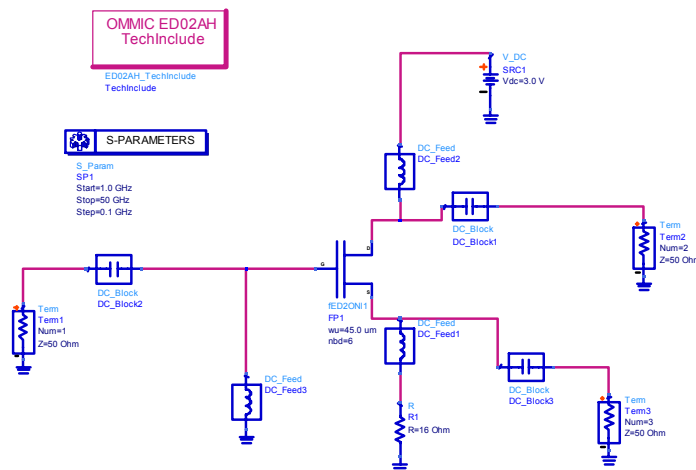 OMMIC ED02AH
TechInclude
ED02AH_TechInclude
TechInclude
V_DC
SRC1
Vdc=3.0 V
S-PARAMETERS
S_Param
SP1
Start=1.0 GHz
Stop=50 GHz
Step=0.1 GHz
DC_Feed
DC_Feed2
DC_Block
DC_Block1
Term
Term2
Num=2
Z=50 Ohm
D
G
S
DC_Block
DC_Block2
Term
Term1
Num=1
Z=50 Ohm
FP1
wu=45.0 um
nbd=6
DC_Feed
DC_Feed1
DC_Feed
DC_Feed3
DC_Block
DC_Block3
R
R1
R=16 Ohm
Term
Term3
Num=3
Z=50 Ohm